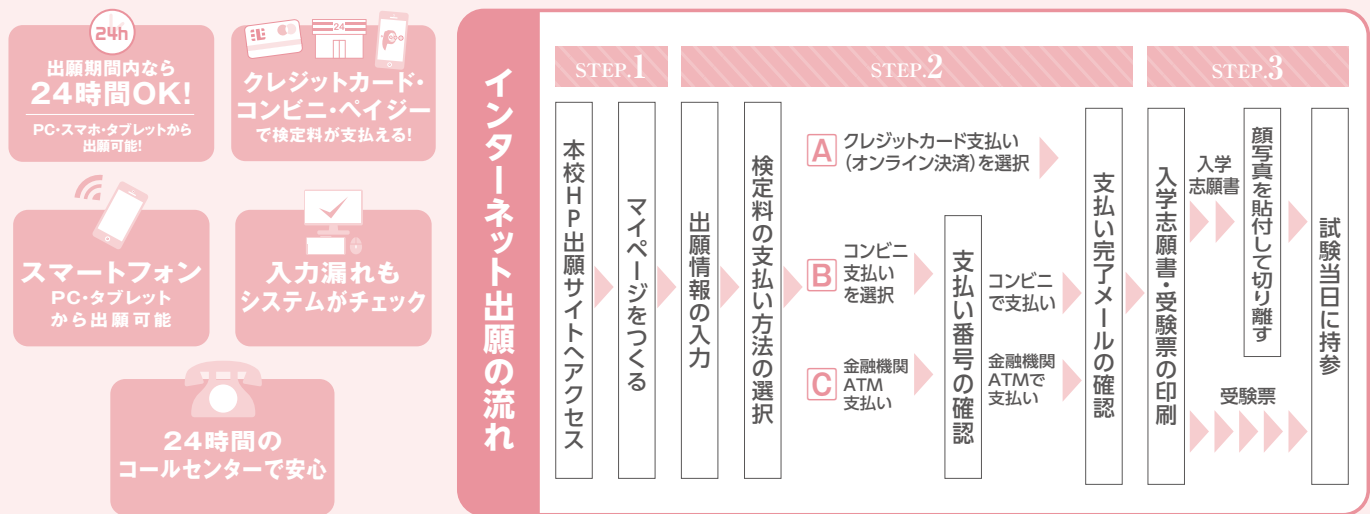 24h
出願期間内なら
24時間OK!
PC・スマホ・タブレットから
出願可能!
24
クレジットカード・
コンビニ・ペイジー
で検定料が支払える!
スマートフォン
PC・タブレット
から出願可能
入力漏れも
システムがチェック
24時間の
コールセンターで安心
インターネット出願の流れ
STEP.1
本校HP出願サイトへアクセス
マイページをつくる
STEP.2
出願情報の入力
検定料の支払い方法の選択
A
クレジットカード支払い
(オンライン決済)を選択
B
コンビニ
支払い
を選択
C
金融機関
ATM
支払い
支払い番号の確認
コンビニ
で支払い
金融機関
ATMで
支払い
支払い完了メールの確認
STEP.3
入学志願書・受験票の印刷
入学
志願書
顔写真を貼付して切り離す
受験票
試験当日に持参